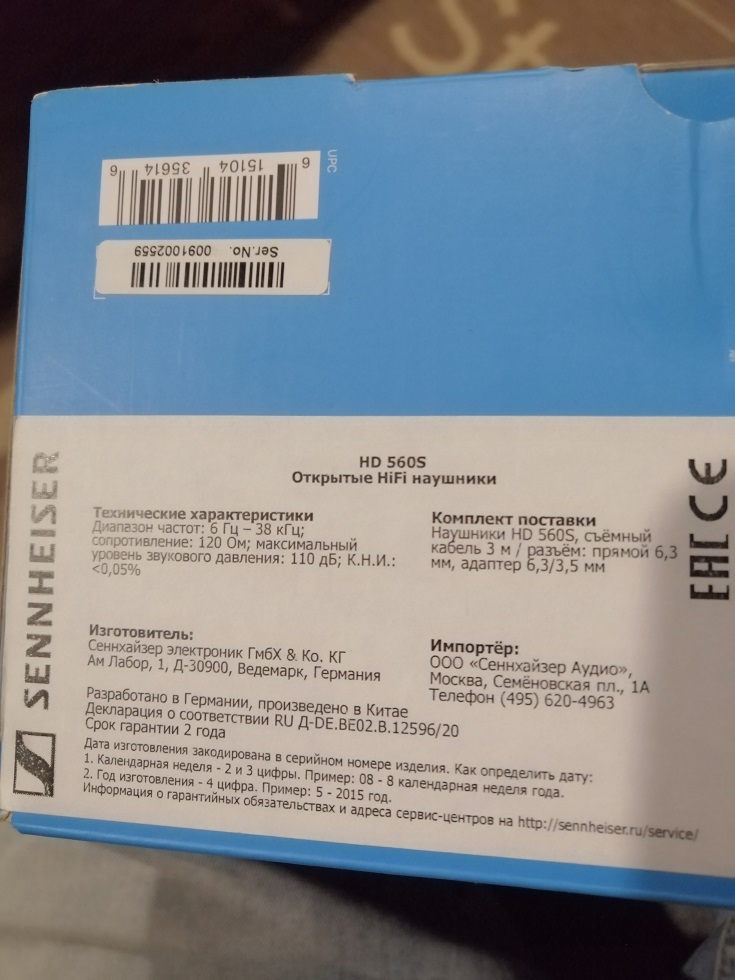 UPC
6 15104 35614 6
Ser.No. 0091002559
SENNHEISER
HD 560S
Открытые HiFi наушники
Технические характеристики
Диапазон частот: 6 Гц – 38 кГц;
сопротивление: 120 Ом; максимальный
уровень звукового давления: 110 дБ; К.Н.И.:
<0,05%
Комплект поставки
Наушники HD 560S, съёмный
кабель 3 м / разъём: прямой 6,3
мм, адаптер 6,3/3,5 мм
EAC CE
Изготовитель:
Сеннхайзер электроник ГмбХ & Ко. КГ
Ам Лабор, 1, Д-30900, Ведемарк, Германия
Импортёр:
ООО «Сеннхайзер Аудио»,
Москва, Семёновская пл., 1А
Телефон (495) 620-4963
Разработано в Германии, произведено в Китае
Декларация о соответствии RU Д-DE.BE02.B.12596/20
Срок гарантии 2 года
Дата изготовления закодирована в серийном номере изделия. Как определить дату:
1. Календарная неделя - 2 и 3 цифры. Пример: 08 - 8 календарная неделя года.
2. Год изготовления - 4 цифра. Пример: 5 - 2015 год.
Информация о гарантийных обязательствах и адреса сервис-центров на http://sennheiser.ru/service/